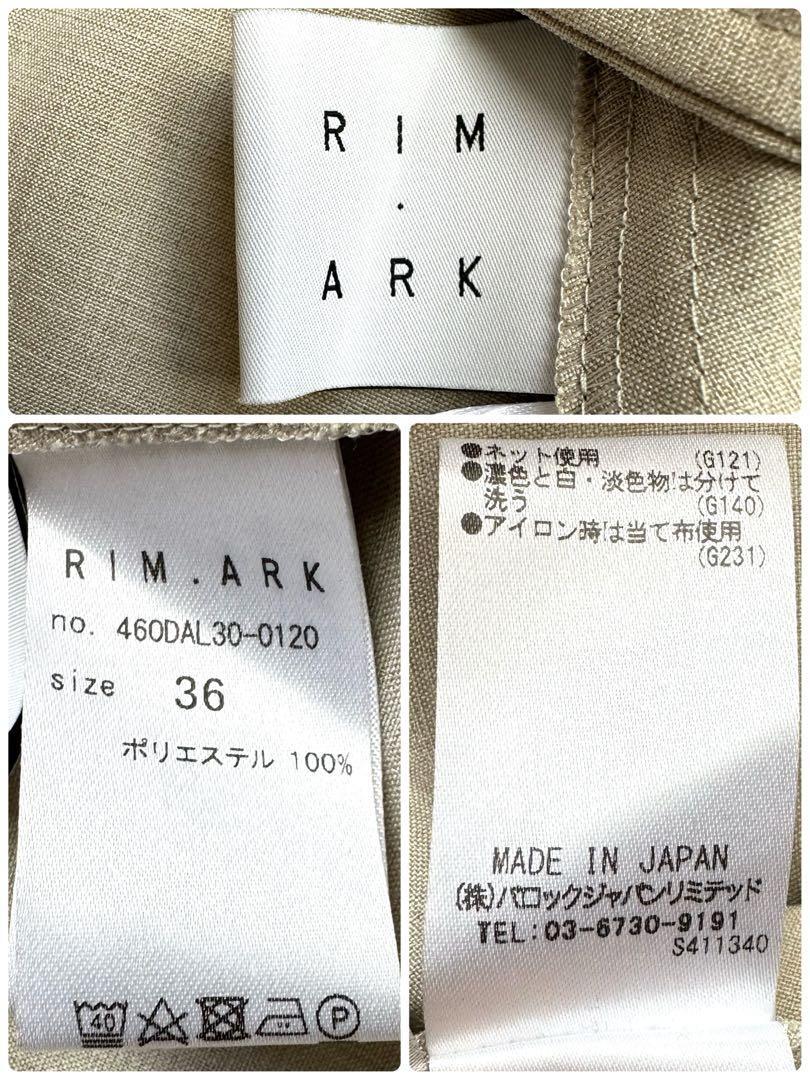 RIM
.
ARK
RIM.ARK
no. 460DAL30-0120
size 36
ポリエステル 100%
40
P
●ネット使用 (G121)
●濃色と白・淡色物は分けて
洗う (G140)
●アイロン時は当て布使用
(G231)
MADE IN JAPAN
(株)バロックジャパンリミテッド
TEL:03-6730-9191
S411340